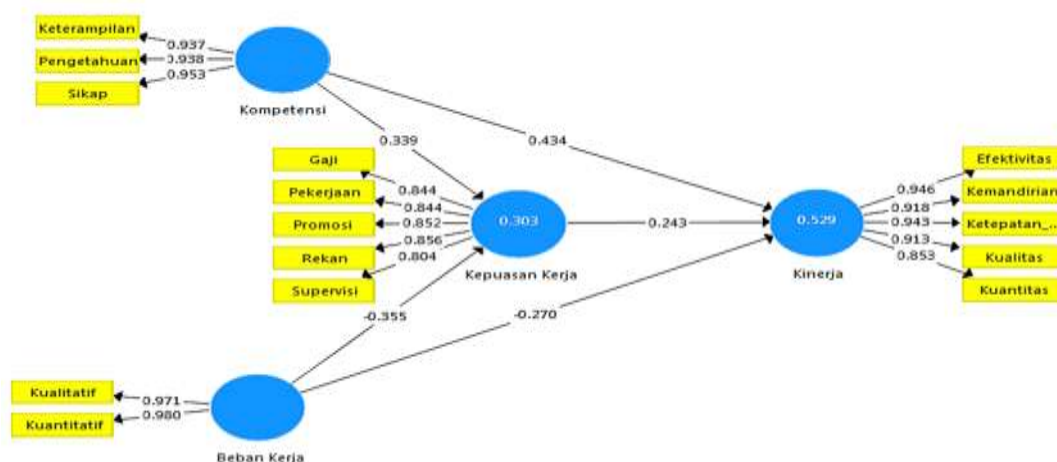 Keterampilan
Pengetahuan
Sikap
0.937
0.938
0.953
Kompetensi
0.339
0.434
Gaji
Pekerjaan
Promosi
Rekan
Supervisi
0.844
0.844
0.852
0.856
0.804
0.303
Kepuasan Kerja
0.243
0.529
Kinerja
0.946
0.918
0.943
0.913
0.853
Efektivitas
Kemandirian
Ketepatan_...
Kualitas
Kuantitas
-0.355
-0.270
Kualitatif
Kuantitatif
0.971
0.980
Beban Kerja